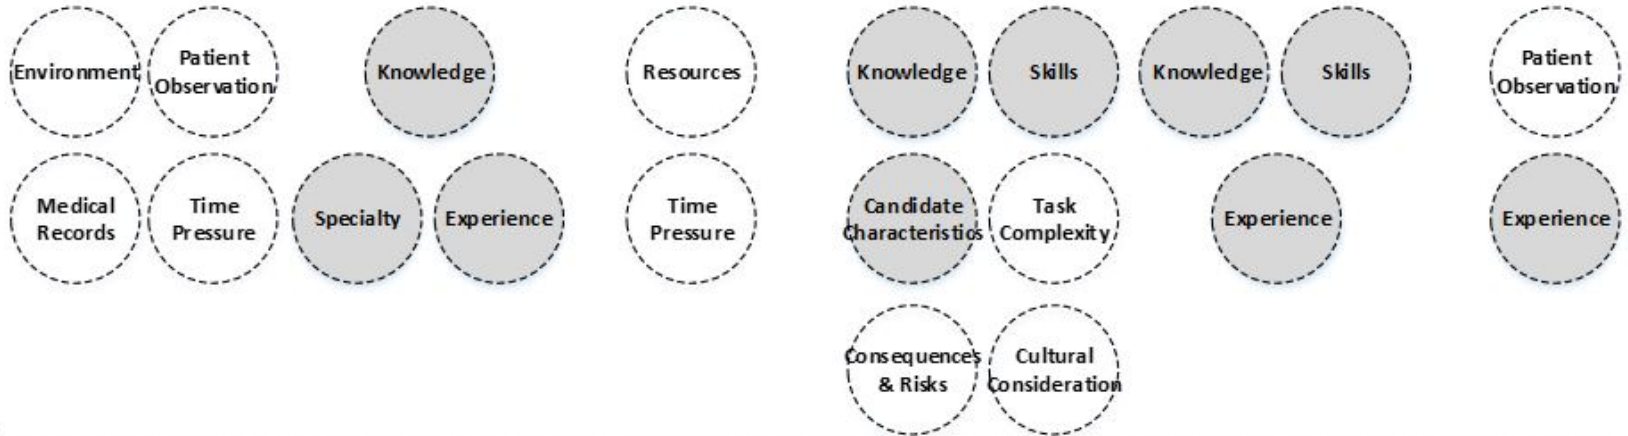 Environment
Patient
Observation
Knowledge
Resources
Knowledge
Skills
Knowledge
Skills
Patient
Observation
Medical
Records
Time
Pressure
Specialty
Experience
Time
Pressure
Candidate
Characteristics
Task
Complexity
Experience
Experience
Consequences
& Risks
Cultural
Consideration